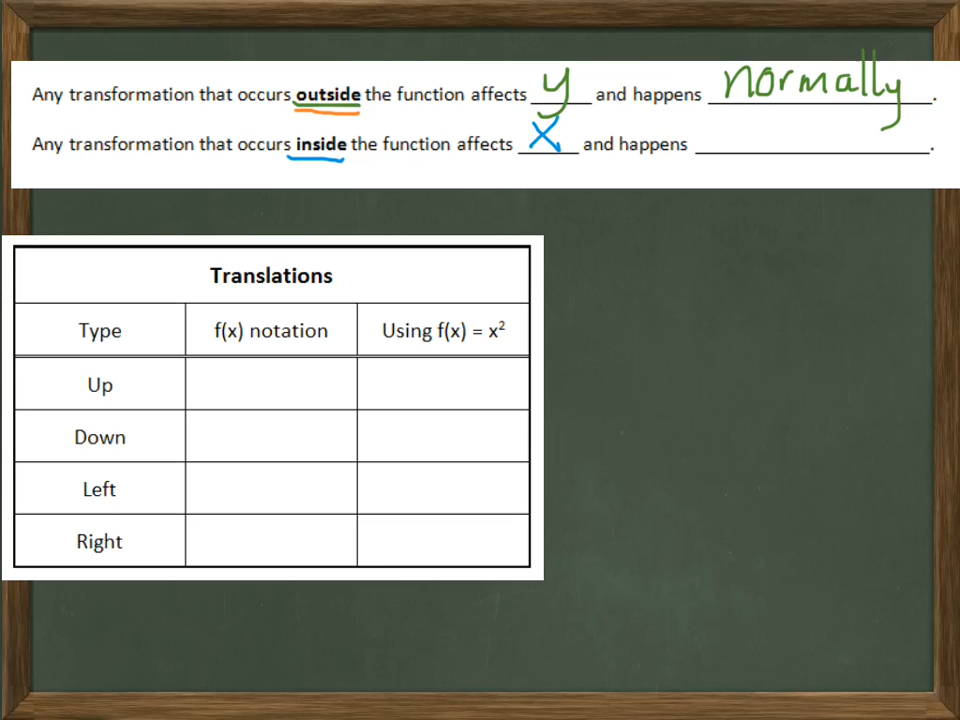 Any transformation that occurs outside the function affects y and happens normally.
Any transformation that occurs inside the function affects x and happens ____________________.
Translations
Type f(x) notation Using f(x) = x²
Up
Down
Left
Right